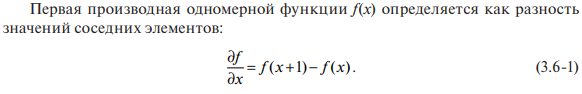 Первая производная одномерной функции f(x) определяется как разность
значений соседних элементов:
∂f/∂x = f(x+1) − f(x). (3.6-1)